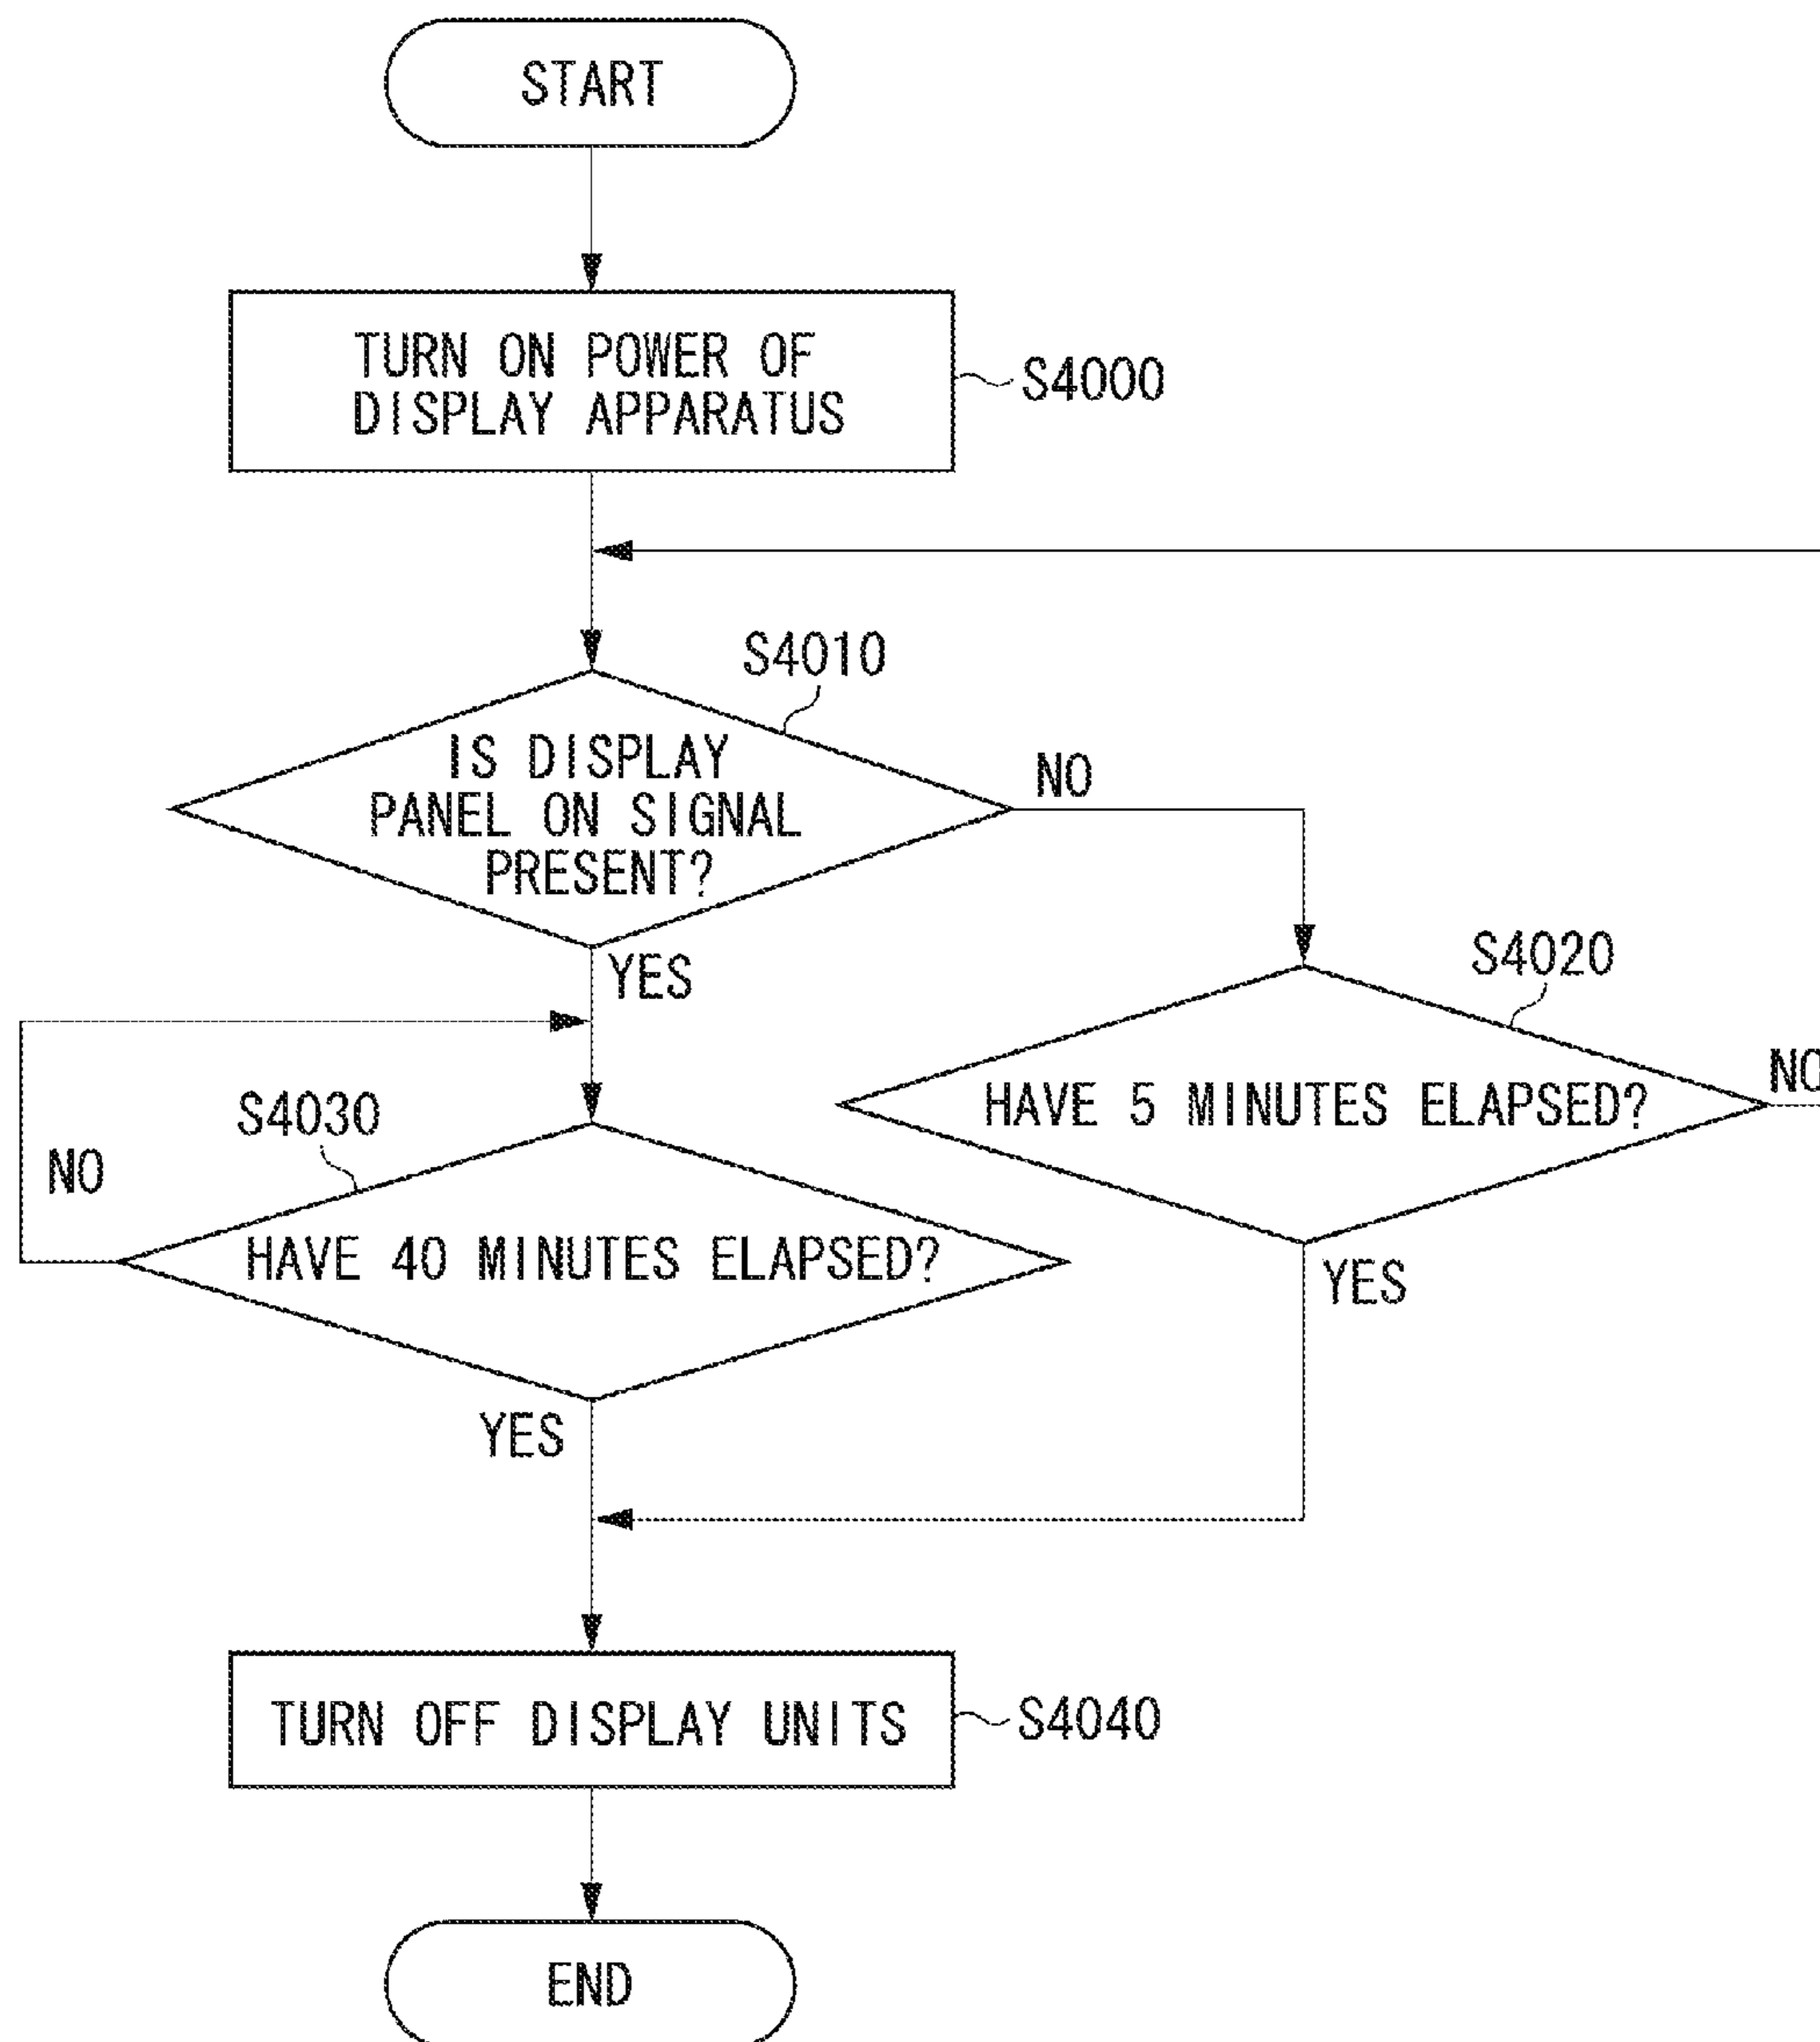 START
TURN ON POWER OF
DISPLAY APPARATUS
S4000
S4010
IS DISPLAY
PANEL ON SIGNAL
PRESENT?
NO
YES
S4020
HAVE 5 MINUTES ELAPSED?
NO
YES
S4030
NO
HAVE 40 MINUTES ELAPSED?
YES
TURN OFF DISPLAY UNITS
S4040
END